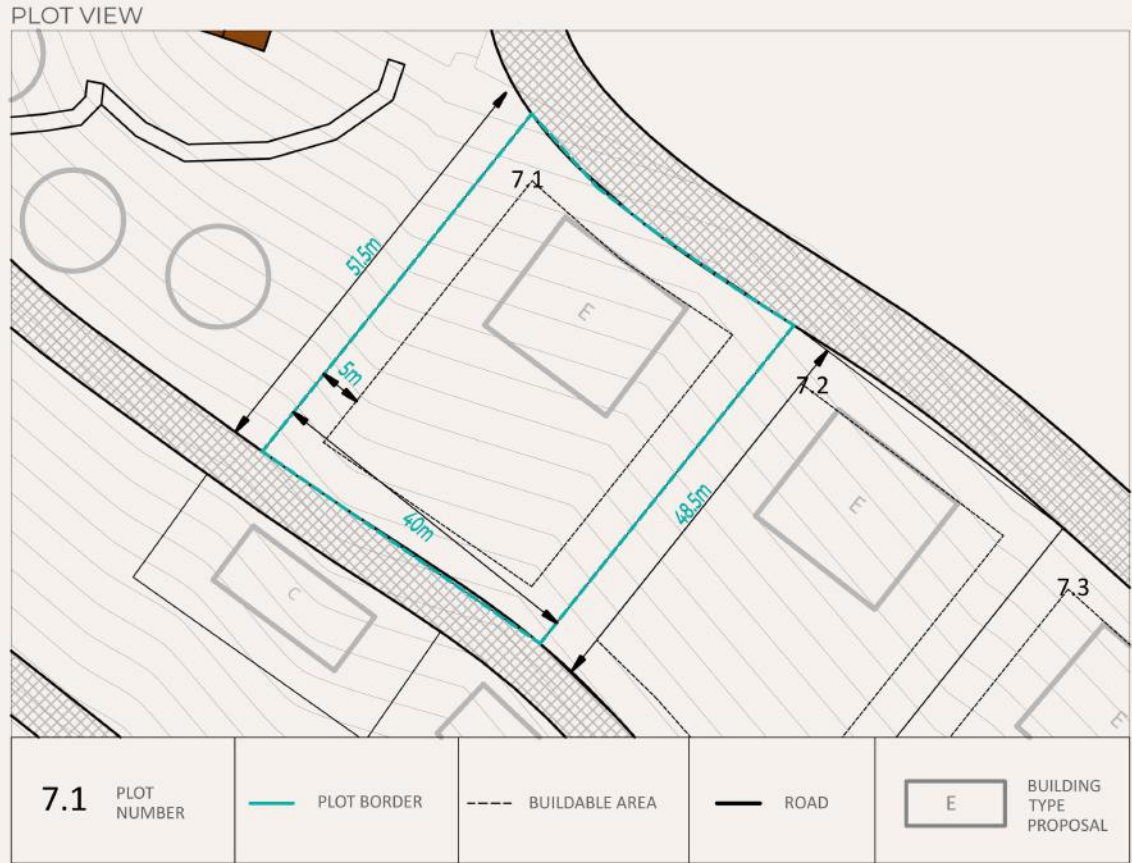 PLOT VIEW
7.1
51.5m
E
5m
7.2
40m
48.5m
E
C
7.3
E
7.1 PLOT
NUMBER
PLOT BORDER
BUILDABLE AREA
ROAD
E
BUILDING
TYPE
PROPOSAL